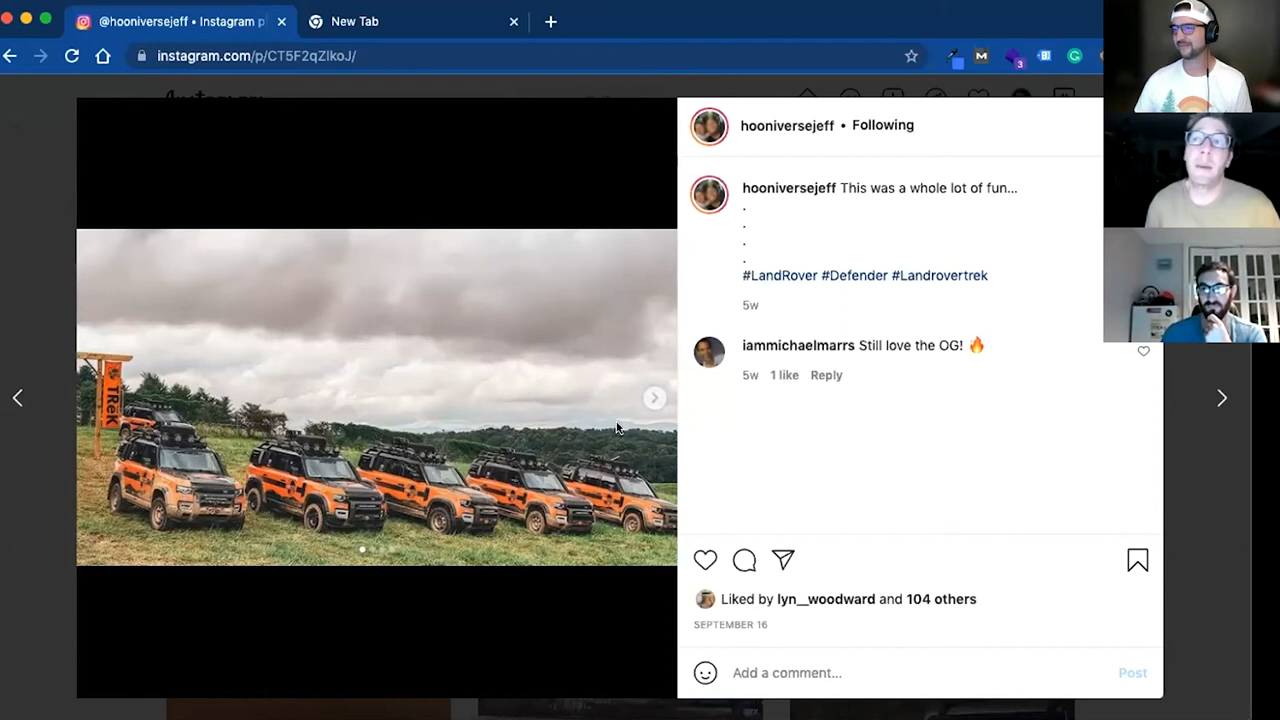 @hooniversejeff • Instagram p
New Tab
instagram.com/p/CT5F2qZlkoJ/
Instagram
hooniversejeff • Following
hooniversejeff This was a whole lot of fun...
.
.
.
.
#LandRover #Defender #Landrovertrek
5w
iammichaelmarrs Still love the OG! 🔥
5w 1 like Reply
TReK
Liked by lyn__woodward and 104 others
SEPTEMBER 16
Add a comment...
Post